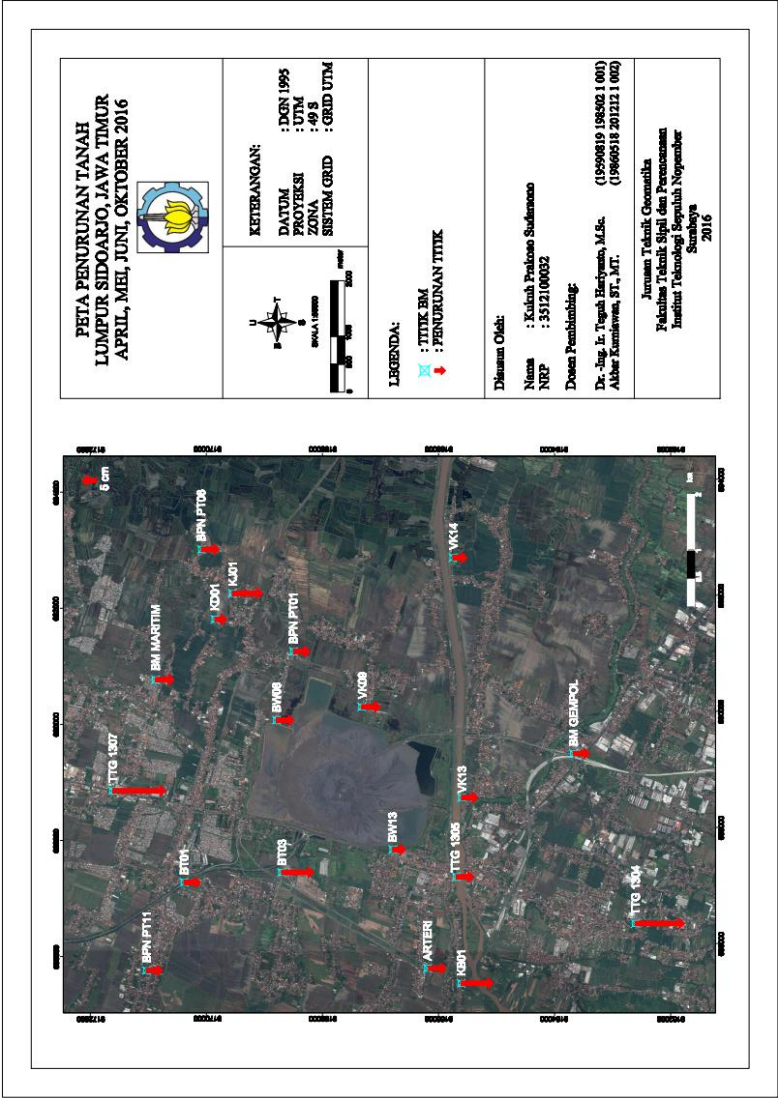 PETA PENURUNAN TANAH
LUMPUR SIDOARJO, JAWA TIMUR
APRIL, MEI, JUNI, OKTOBER 2016
U
B
T
S
meter
KETERANGAN:
DATUM : DGN 1995
PROYEKSI : UTM
ZONA : 49 S
SISTEM GRID : GRID UTM
LEGENDA:
: TITIK BM
: PENURUNAN TITIK
Disusun Oleh:
Nama : Kukuh Prakoso Sudarsono
NRP : 3512100032
Dosen Pembimbing:
Dr. -Ing. Ir. Teguh Hariyanto, M.Sc. (19590819 198502 1 001)
Akbar Kurniawan, ST., MT. (19860518 201212 1 002)
Jurusan Teknik Geomatika
Fakultas Teknik Sipil dan Perencanaan
Institut Teknologi Sepuluh Nopember
Surabaya
2016
5 cm
BPN PT06
KD01
KJ01
BM MARITIM
BPN PT01
VK14
BW08
VK09
TTG 1307
BM GEMPOL
VK13
BW13
BT01
BT03
TTG 1305
TTG 1304
BPN PT11
ARTERI
KB01
km